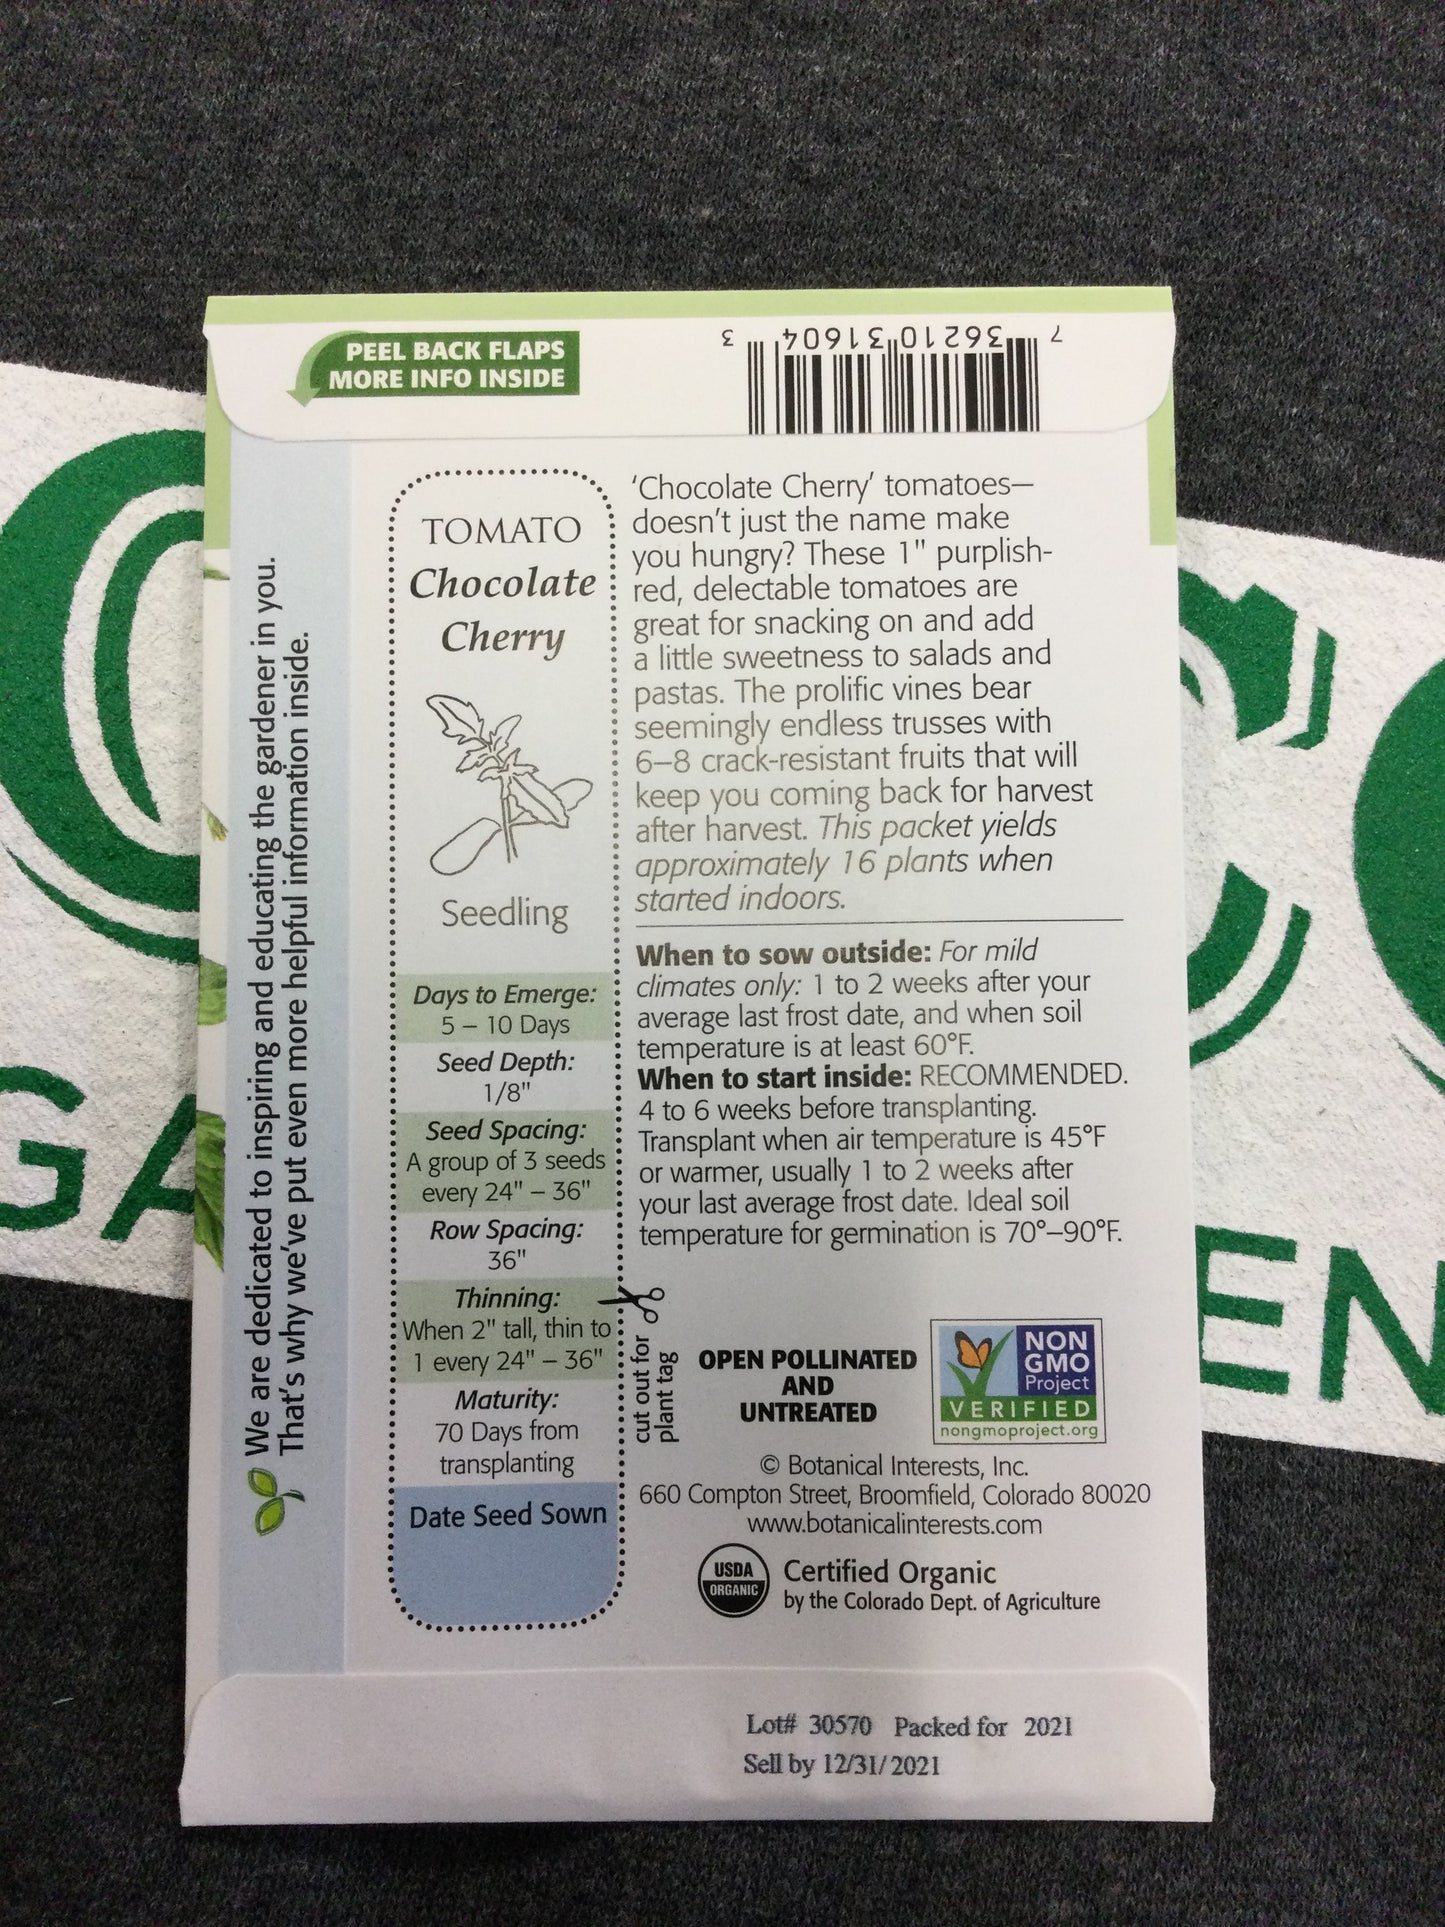 PEEL BACK FLAPS
MORE INFO INSIDE
7 36210 31604 3
We are dedicated to inspiring and educating the gardener in you.
That's why we've put even more helpful information inside.
TOMATO
Chocolate
Cherry
Seedling
Days to Emerge:
5 – 10 Days
Seed Depth:
1/8"
Seed Spacing:
A group of 3 seeds
every 24" – 36"
Row Spacing:
36"
Thinning:
When 2" tall, thin to
1 every 24" – 36"
Maturity:
70 Days from
transplanting
Date Seed Sown
cut out for
plant tag
'Chocolate Cherry' tomatoes—
doesn't just the name make
you hungry? These 1" purplish-
red, delectable tomatoes are
great for snacking on and add
a little sweetness to salads and
pastas. The prolific vines bear
seemingly endless trusses with
6–8 crack-resistant fruits that will
keep you coming back for harvest
after harvest. This packet yields
approximately 16 plants when
started indoors.
When to sow outside: For mild
climates only: 1 to 2 weeks after your
average last frost date, and when soil
temperature is at least 60°F.
When to start inside: RECOMMENDED.
4 to 6 weeks before transplanting.
Transplant when air temperature is 45°F
or warmer, usually 1 to 2 weeks after
your last average frost date. Ideal soil
temperature for germination is 70°–90°F.
OPEN POLLINATED
AND
UNTREATED
NON
GMO
Project
VERIFIED
nongmoproject.org
© Botanical Interests, Inc.
660 Compton Street, Broomfield, Colorado 80020
www.botanicalinterests.com
USDA
ORGANIC
Certified Organic
by the Colorado Dept. of Agriculture
Lot# 30570 Packed for 2021
Sell by 12/31/2021
GA
EN